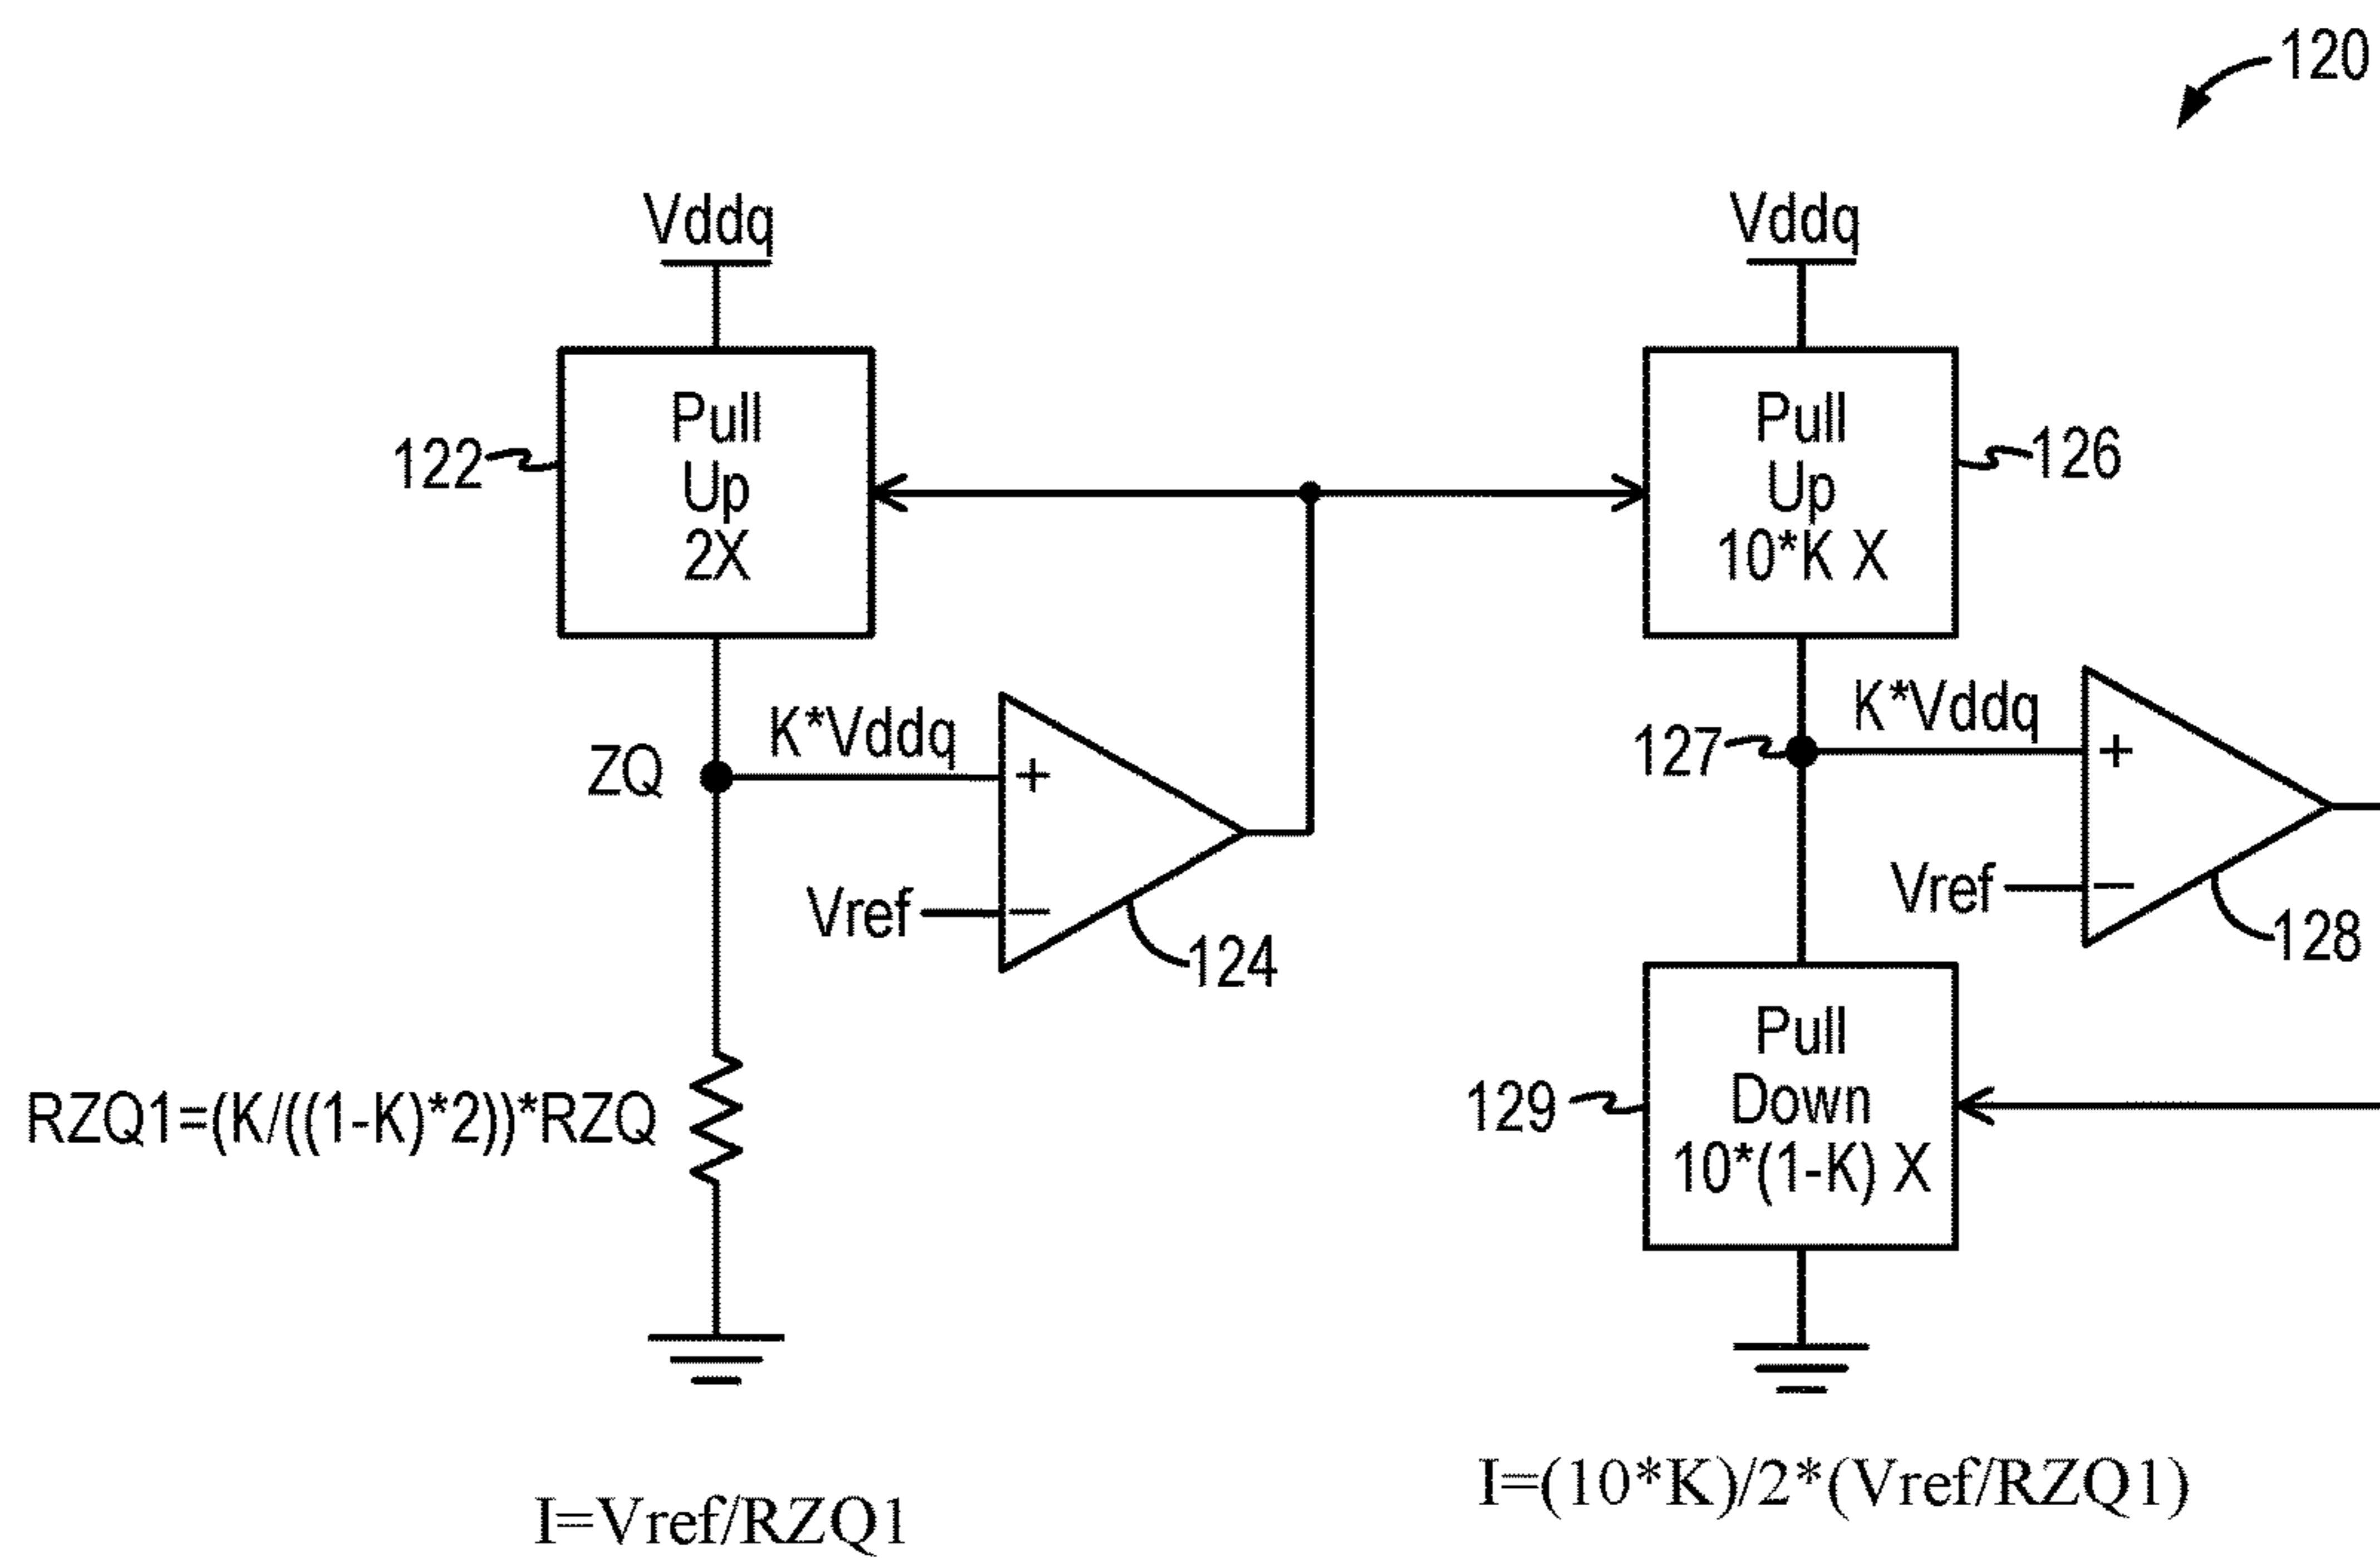 120
Vddq
Vddq
Pull
Up
2X
122
Pull
Up
10*K X
126
ZQ
K*Vddq
+
Vref
−
124
127
K*Vddq
+
Vref
−
128
RZQ1=(K/((1-K)*2))*RZQ
129
Pull
Down
10*(1-K) X
I=Vref/RZQ1
I=(10*K)/2*(Vref/RZQ1)